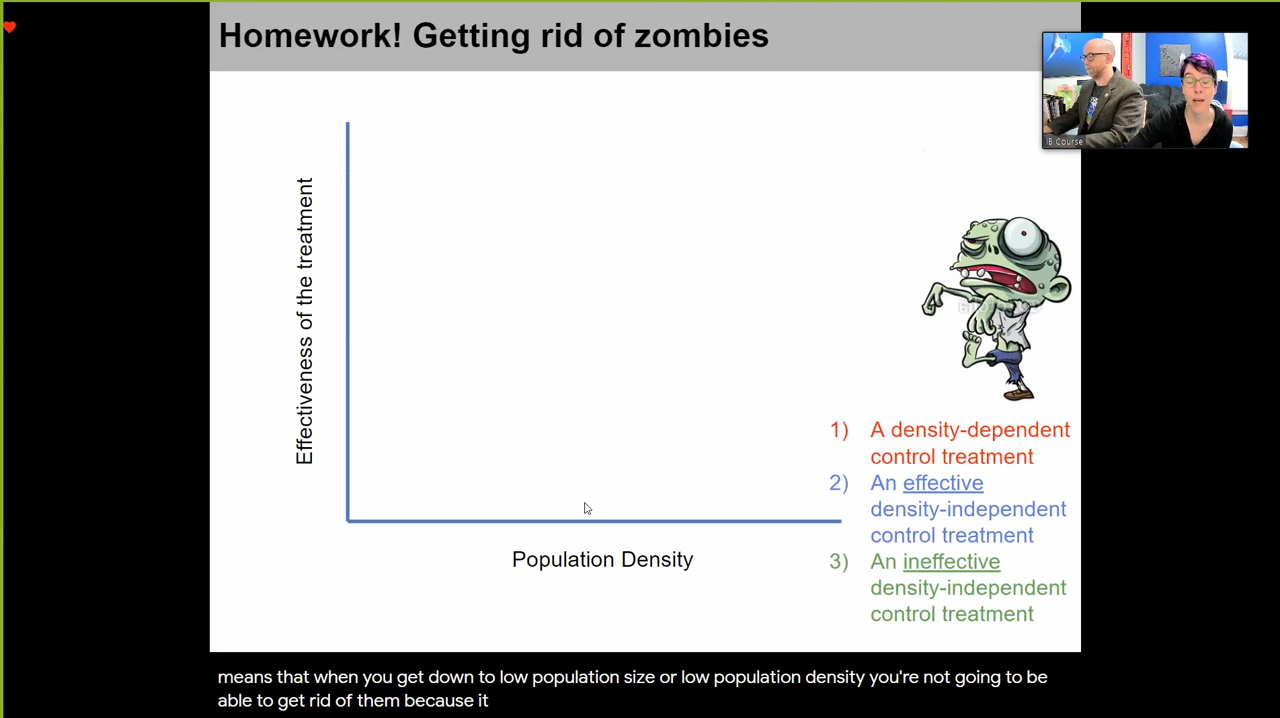 Homework! Getting rid of zombies
IB Course
Effectiveness of the treatment
Population Density
1) A density-dependent
control treatment
2) An effective
density-independent
control treatment
3) An ineffective
density-independent
control treatment
means that when you get down to low population size or low population density you're not going to be
able to get rid of them because it